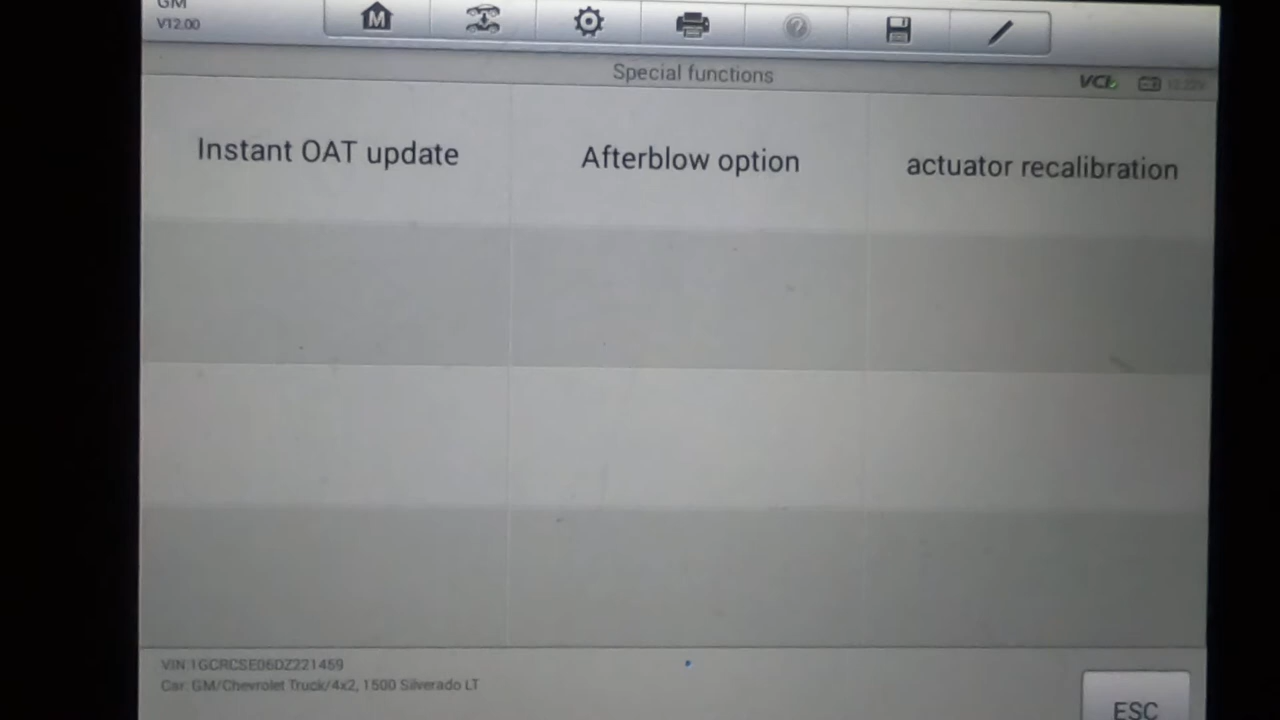 GM
V12.00
M
?
Special functions
VCI
Instant OAT update
Afterblow option
actuator recalibration
VIN:1GCRCSE06DZ221459
Car: GM/Chevrolet Truck/4x2, 1500 Silverado LT
ESC